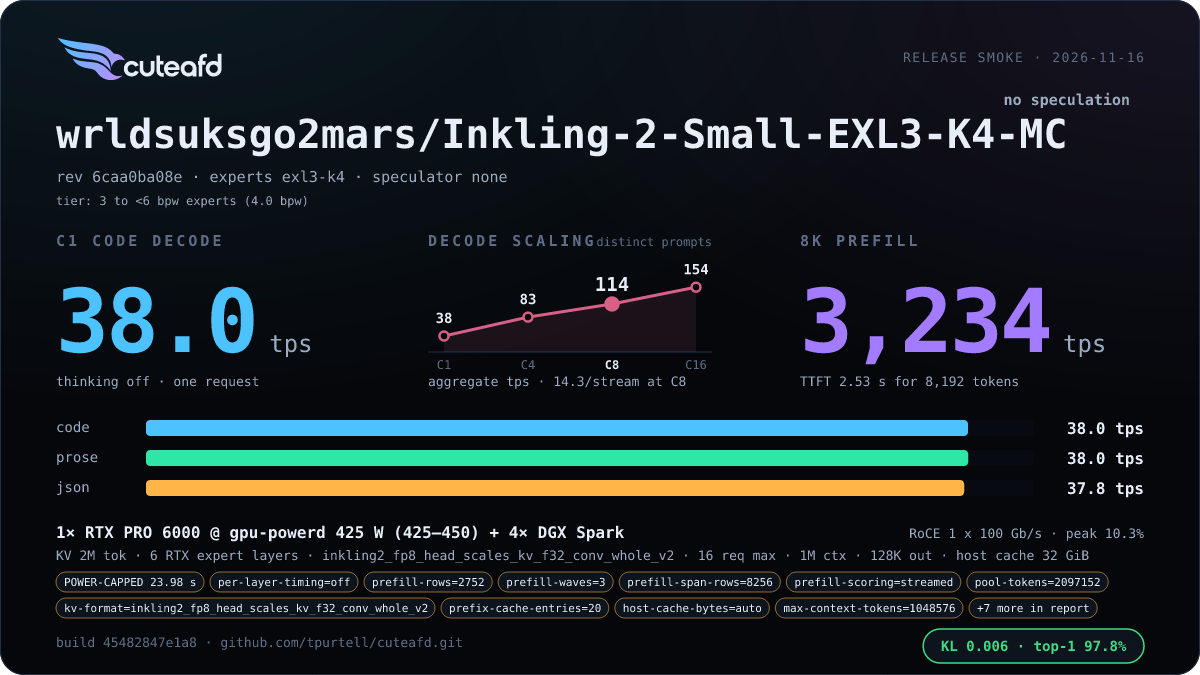 cuteafd
RELEASE SMOKE · 2026-11-16
no speculation
wrldsuksgo2mars/Inkling-2-Small-EXL3-K4-MC
rev 6caa0ba08e · experts exl3-k4 · speculator none
tier: 3 to <6 bpw experts (4.0 bpw)
C1 CODE DECODE
38.0 tps
thinking off · one request
DECODE SCALING distinct prompts
38 83 114 154
C1 C4 C8 C16
aggregate tps · 14.3/stream at C8
8K PREFILL
3,234 tps
TTFT 2.53 s for 8,192 tokens
code 38.0 tps
prose 38.0 tps
json 37.8 tps
1× RTX PRO 6000 @ gpu-powerd 425 W (425–450) + 4× DGX Spark
RoCE 1 x 100 Gb/s · peak 10.3%
KV 2M tok · 6 RTX expert layers · inkling2_fp8_head_scales_kv_f32_conv_whole_v2 · 16 req max · 1M ctx · 128K out · host cache 32 GiB
POWER-CAPPED 23.98 s per-layer-timing=off prefill-rows=2752 prefill-waves=3 prefill-span-rows=8256 prefill-scoring=streamed pool-tokens=2097152
kv-format=inkling2_fp8_head_scales_kv_f32_conv_whole_v2 prefix-cache-entries=20 host-cache-bytes=auto max-context-tokens=1048576 +7 more in report
build 45482847e1a8 · github.com/tpurtell/cuteafd.git
KL 0.006 · top-1 97.8%